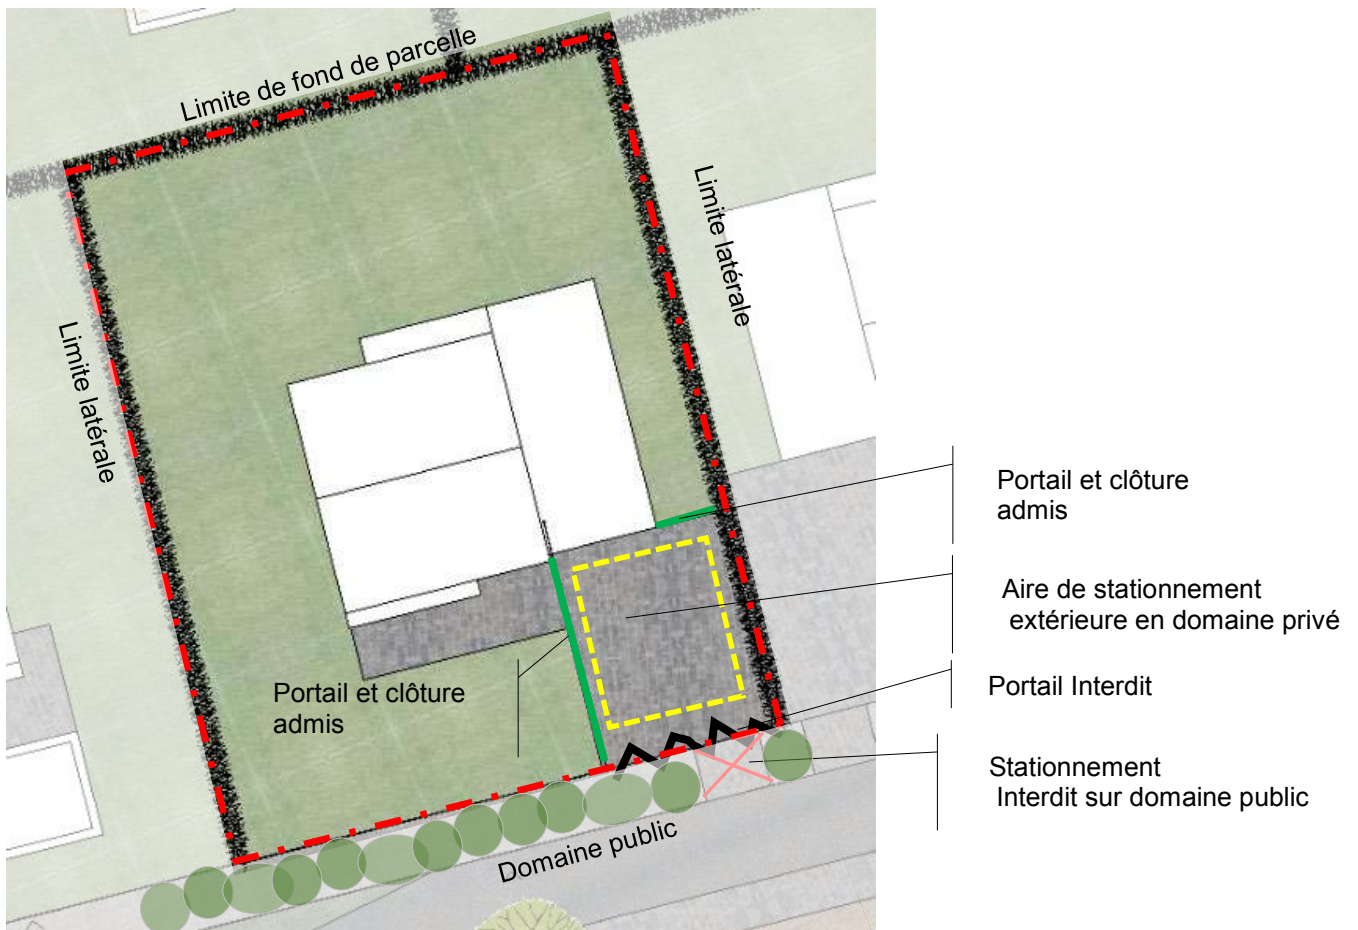 Limite de fond de parcelle
Limite latérale
Limite latérale
Portail et clôture
admis
Aire de stationnement
extérieure en domaine privé
Portail Interdit
Portail et clôture
admis
Stationnement
Interdit sur domaine public
Domaine public